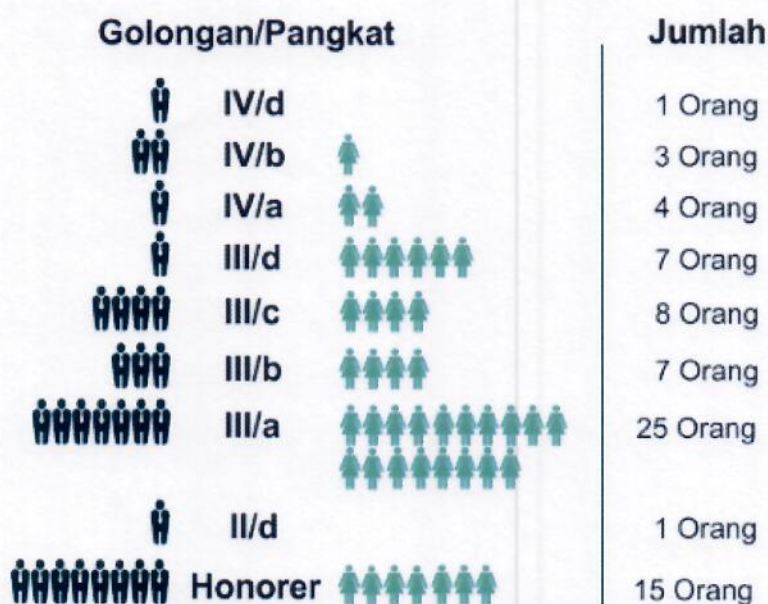 Golongan/Pangkat Jumlah
IV/d 1 Orang
IV/b 3 Orang
IV/a 4 Orang
III/d 7 Orang
III/c 8 Orang
III/b 7 Orang
III/a 25 Orang
II/d 1 Orang
Honorer 15 Orang